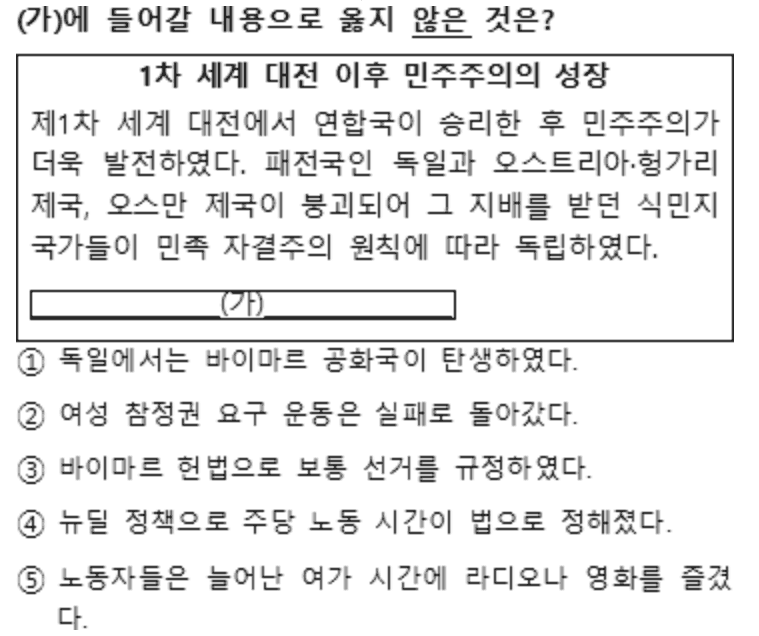 (가)에 들어갈 내용으로 옳지 않은 것은?
1차 세계 대전 이후 민주주의의 성장
제1차 세계 대전에서 연합국이 승리한 후 민주주의가
더욱 발전하였다. 패전국인 독일과 오스트리아·헝가리
제국, 오스만 제국이 붕괴되어 그 지배를 받던 식민지
국가들이 민족 자결주의 원칙에 따라 독립하였다.
(가)
① 독일에서는 바이마르 공화국이 탄생하였다.
② 여성 참정권 요구 운동은 실패로 돌아갔다.
③ 바이마르 헌법으로 보통 선거를 규정하였다.
④ 뉴딜 정책으로 주당 노동 시간이 법으로 정해졌다.
⑤ 노동자들은 늘어난 여가 시간에 라디오나 영화를 즐겼
다.